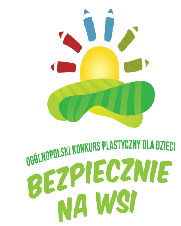 OGÓLNOPOLSKI KONKURS PLASTYCZNY DLA DZIECI
BEZPIECZNIE
NA WSI